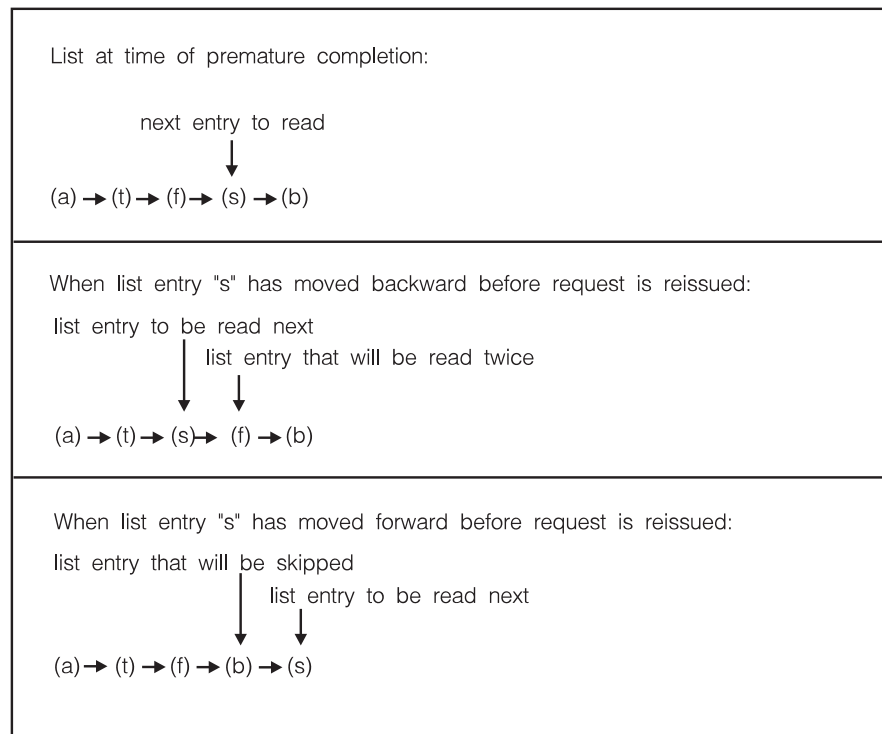 List at time of premature completion:
next entry to read
(a) → (t) → (f) → (s) → (b)
When list entry "s" has moved backward before request is reissued:
list entry to be read next
list entry that will be read twice
(a) → (t) → (s) → (f) → (b)
When list entry "s" has moved forward before request is reissued:
list entry that will be skipped
list entry to be read next
(a) → (t) → (f) → (b) → (s)